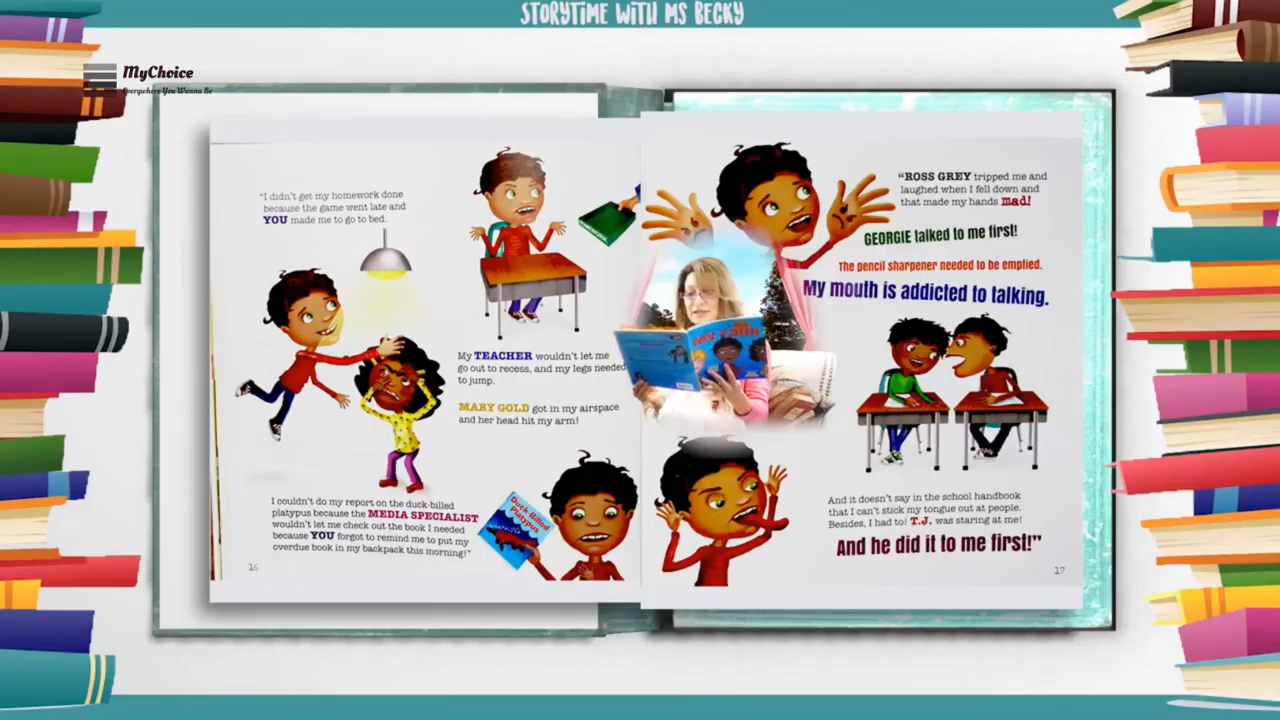 STORYTIME WITH MS BECKY
MyChoice
Everywhere You Wanna Be
"I didn't get my homework done
because the game went late and
YOU made me to go to bed.
HOMEWORK
My TEACHER wouldn't let me
go out to recess, and my legs needed
to jump.
MARY GOLD got in my airspace
and her head hit my arm!
I couldn't do my report on the duck-billed
platypus because the MEDIA SPECIALIST
wouldn't let me check out the book I needed
because YOU forgot to remind me to put my
overdue book in my backpack this morning!"
Duck-Billed
Platypus
16
"ROSS GREY tripped me and
laughed when I fell down and
that made my hands mad!
GEORGIE talked to me first!
The pencil sharpener needed to be emptied.
My mouth is addicted to talking.
And it doesn't say in the school handbook
that I can't stick my tongue out at people.
Besides, I had to! T.J. was staring at me!
And he did it to me first!"
17